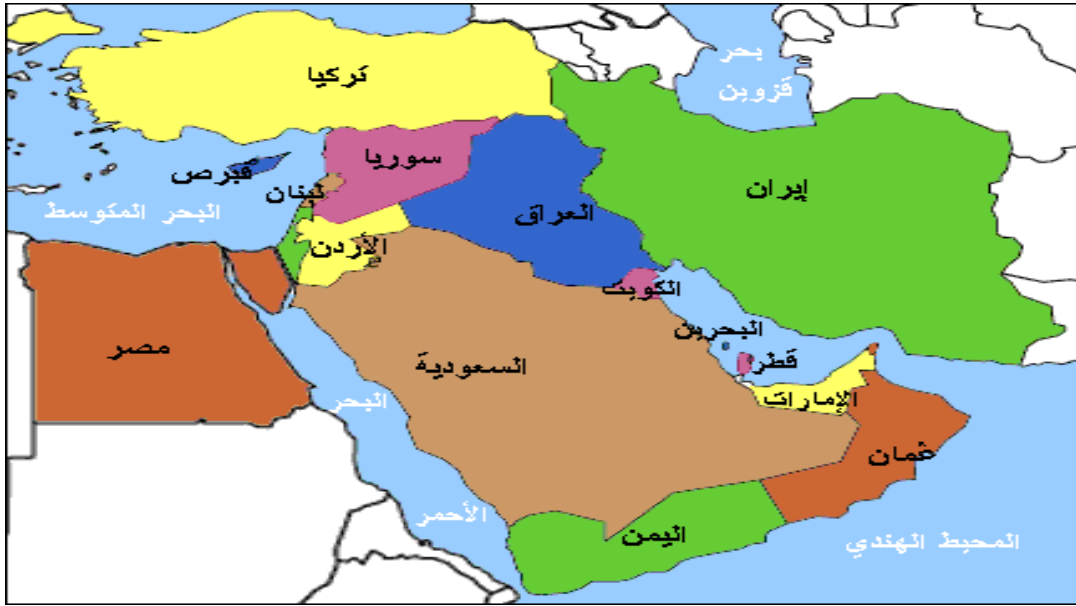 بحر
قزوين
تركيا
سوريا
قبرص
لبنان
إيران
العراق
البحر المتوسط
الأردن
الكويت
البحرين
مصر
قطر
السعودية
الإمارات
البحر
الأحمر
عُمان
اليمن
المحيط الهندي